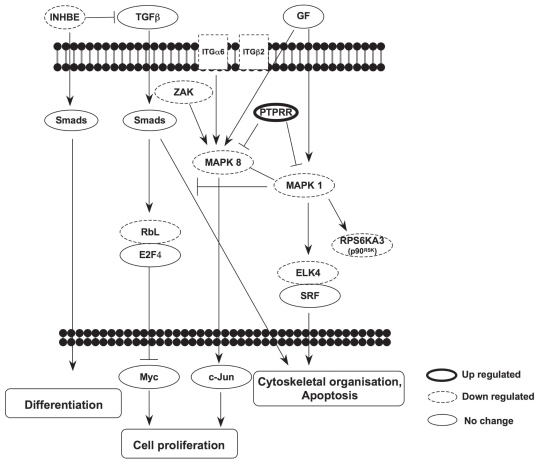 INHBE
TGFβ
GF
ITGα6
ITGβ2
ZAK
PTPRR
Smads
Smads
MAPK 8
MAPK 1
RbL
E2F4
RPS6KA3
(p90RSK)
ELK4
SRF
Myc
c-Jun
Cytoskeletal organisation,
Apoptosis
Differentiation
Cell proliferation
Up regulated
Down regulated
No change